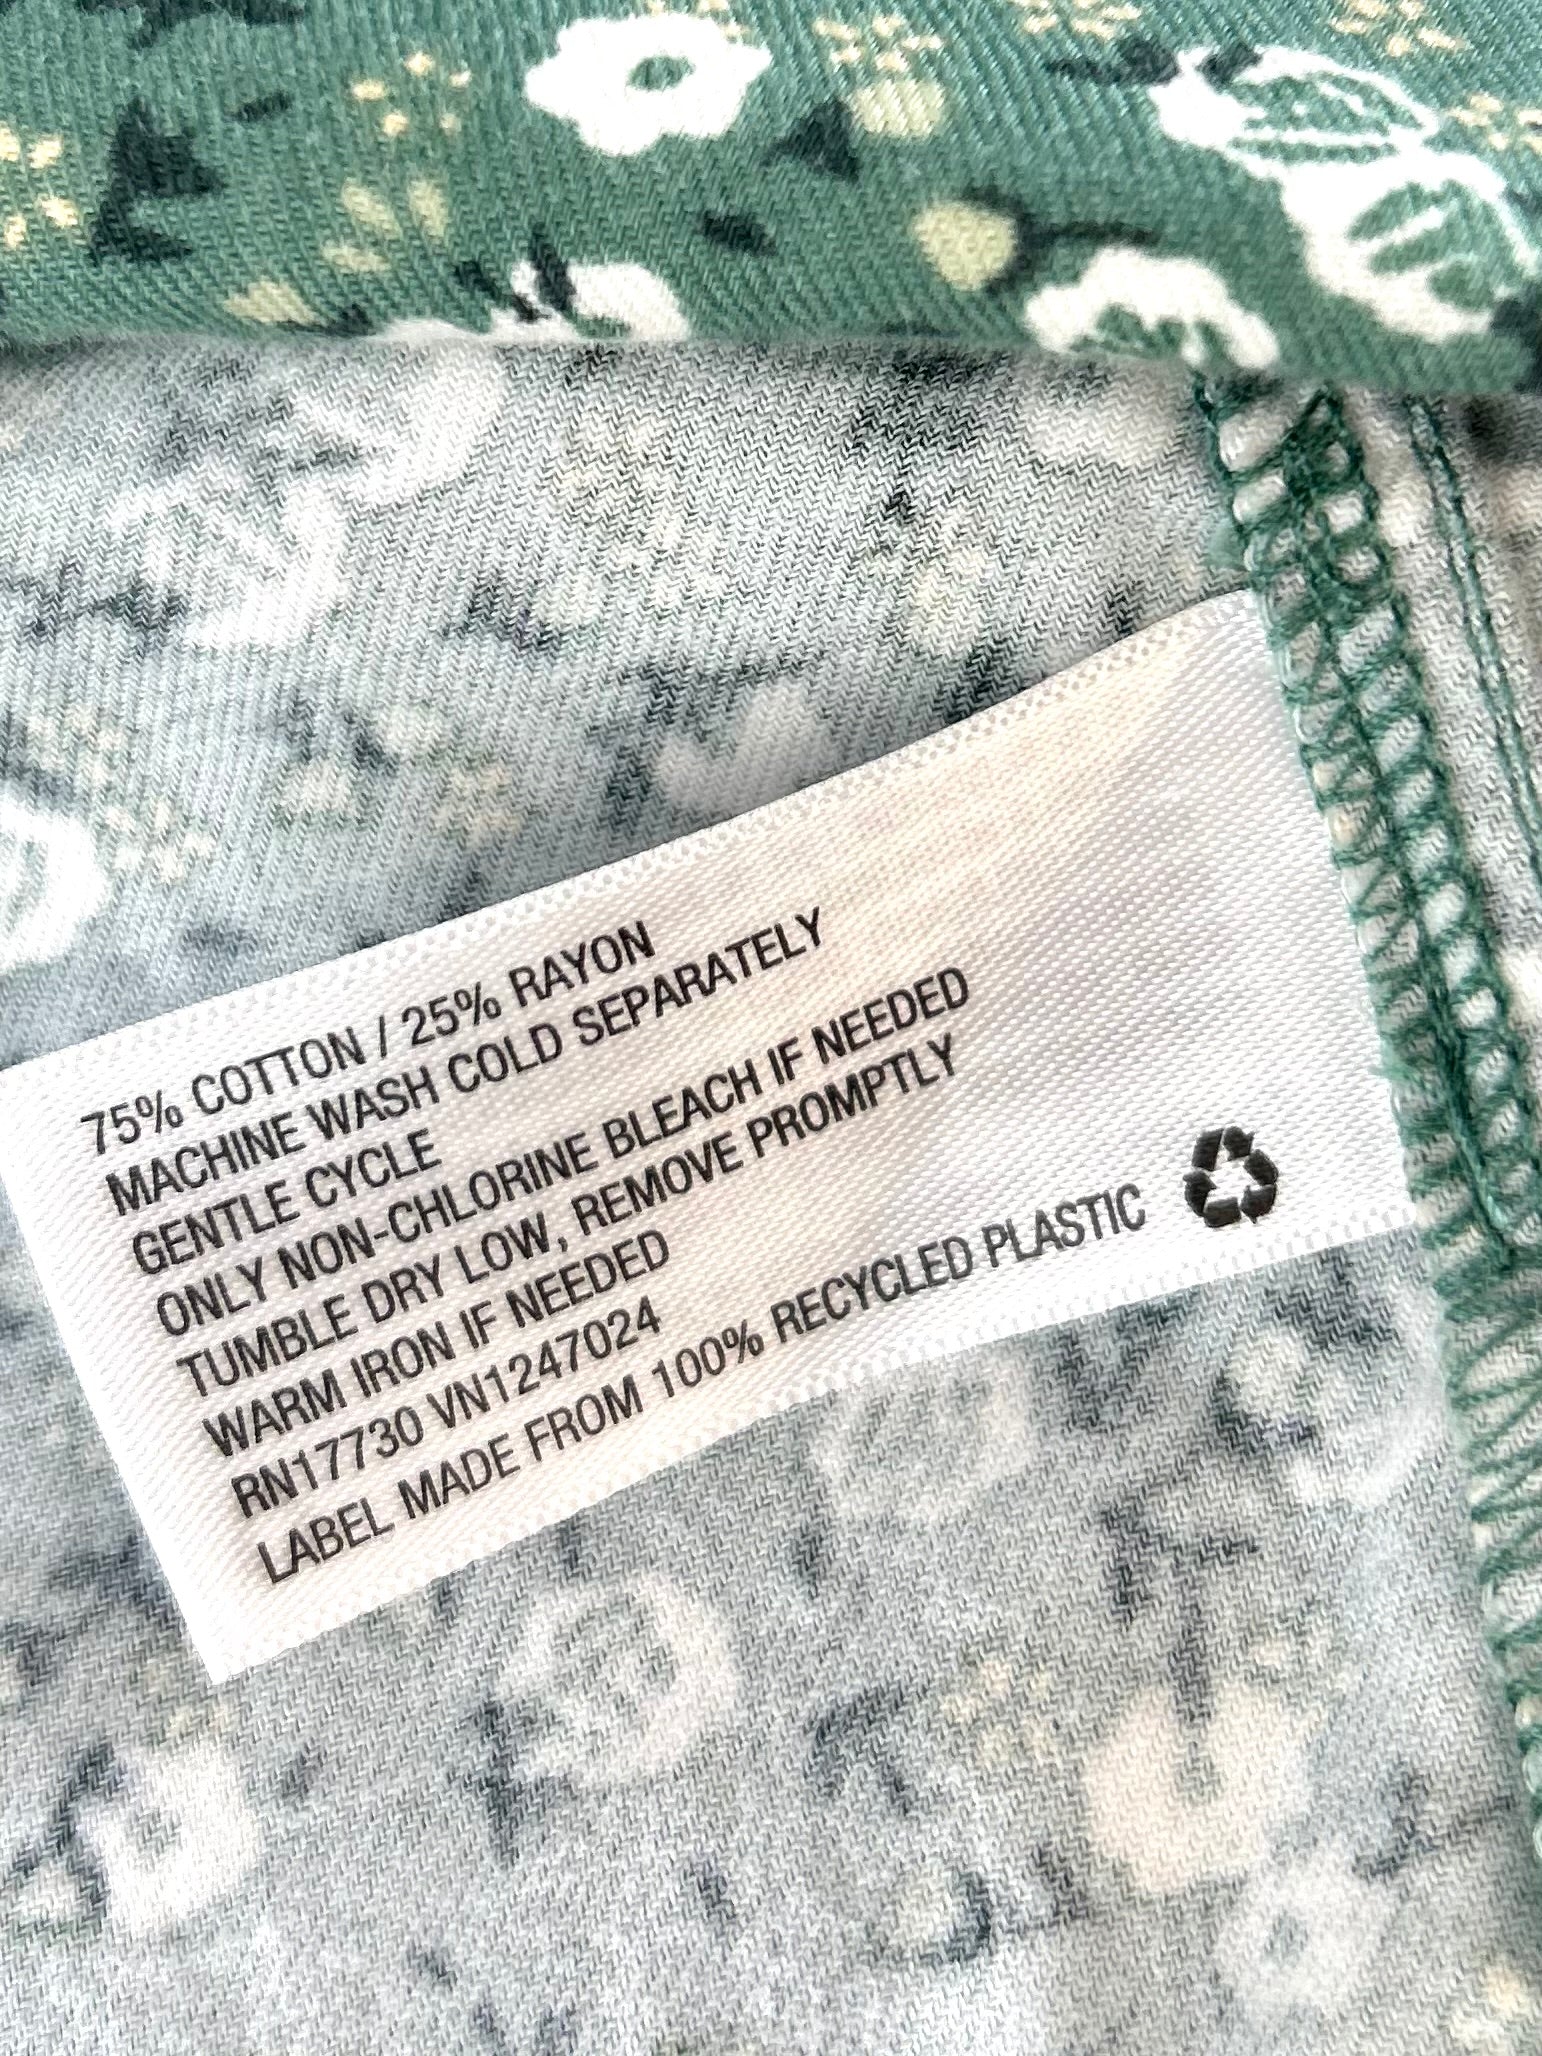 75% COTTON / 25% RAYON
MACHINE WASH COLD SEPARATELY
GENTLE CYCLE
ONLY NON-CHLORINE BLEACH IF NEEDED
TUMBLE DRY LOW, REMOVE PROMPTLY
WARM IRON IF NEEDED
RN17730 VN1247024
LABEL MADE FROM 100% RECYCLED PLASTIC